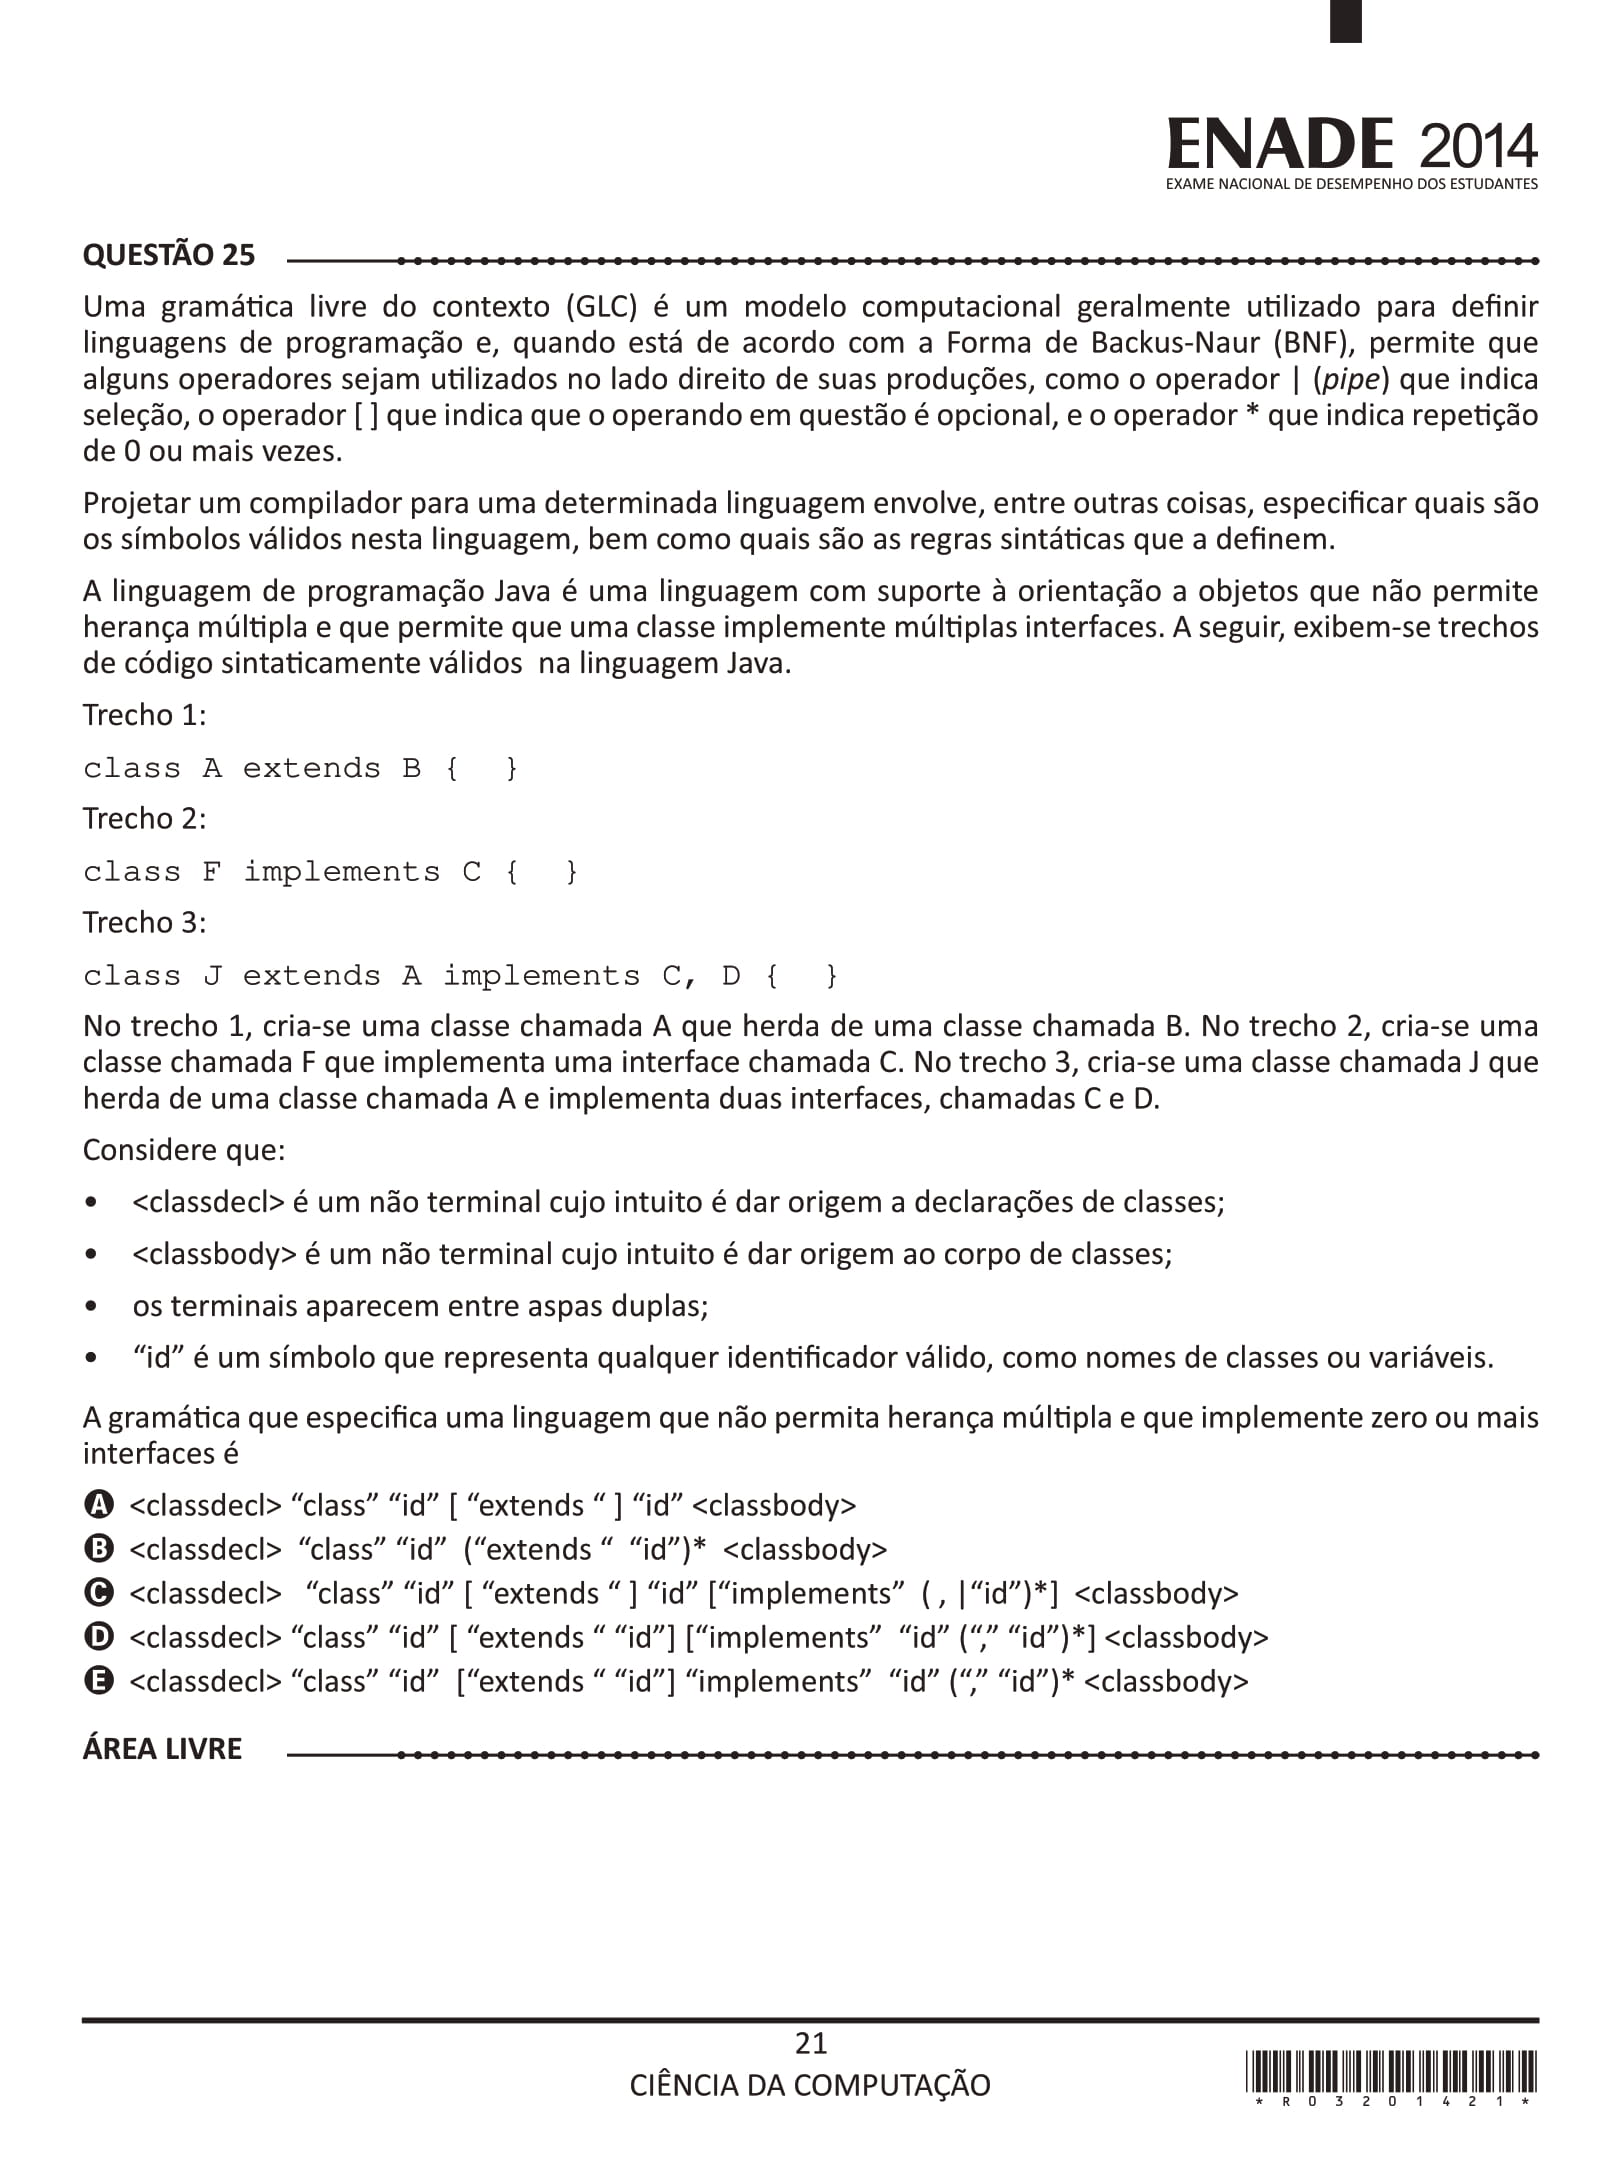 ENADE 2014
EXAME NACIONAL DE DESEMPENHO DOS ESTUDANTES
QUESTÃO 25
Uma gramática livre do contexto (GLC) é um modelo computacional geralmente utilizado para definir
linguagens de programação e, quando está de acordo com a Forma de Backus-Naur (BNF), permite que
alguns operadores sejam utilizados no lado direito de suas produções, como o operador | (pipe) que indica
seleção, o operador [ ] que indica que o operando em questão é opcional, e o operador * que indica repetição
de 0 ou mais vezes.
Projetar um compilador para uma determinada linguagem envolve, entre outras coisas, especificar quais são
os símbolos válidos nesta linguagem, bem como quais são as regras sintáticas que a definem.
A linguagem de programação Java é uma linguagem com suporte à orientação a objetos que não permite
herança múltipla e que permite que uma classe implemente múltiplas interfaces. A seguir, exibem-se trechos
de código sintaticamente válidos  na linguagem Java.
Trecho 1:
class A extends B {  }
Trecho 2:
class F implements C {  }
Trecho 3:
class J extends A implements C, D {  }
No trecho 1, cria-se uma classe chamada A que herda de uma classe chamada B. No trecho 2, cria-se uma
classe chamada F que implementa uma interface chamada C. No trecho 3, cria-se uma classe chamada J que
herda de uma classe chamada A e implementa duas interfaces, chamadas C e D.
Considere que:
• <classdecl> é um não terminal cujo intuito é dar origem a declarações de classes;
• <classbody> é um não terminal cujo intuito é dar origem ao corpo de classes;
• os terminais aparecem entre aspas duplas;
• “id” é um símbolo que representa qualquer identificador válido, como nomes de classes ou variáveis.
A gramática que especifica uma linguagem que não permita herança múltipla e que implemente zero ou mais
interfaces é
A <classdecl> “class” “id” [ “extends “ ] “id” <classbody>
B <classdecl>  “class” “id”  (“extends “  “id”)*  <classbody>
C <classdecl>   “class” “id” [ “extends “ ] “id” [“implements”  ( , |“id”)*]  <classbody>
D <classdecl> “class” “id” [ “extends “ “id”] [“implements”  “id” (“,” “id”)*] <classbody>
E <classdecl> “class” “id”  [“extends “ “id”] “implements”  “id” (“,” “id”)* <classbody>
ÁREA LIVRE
21
CIÊNCIA DA COMPUTAÇÃO
* R 0 3 2 0 1 4 2 1 *